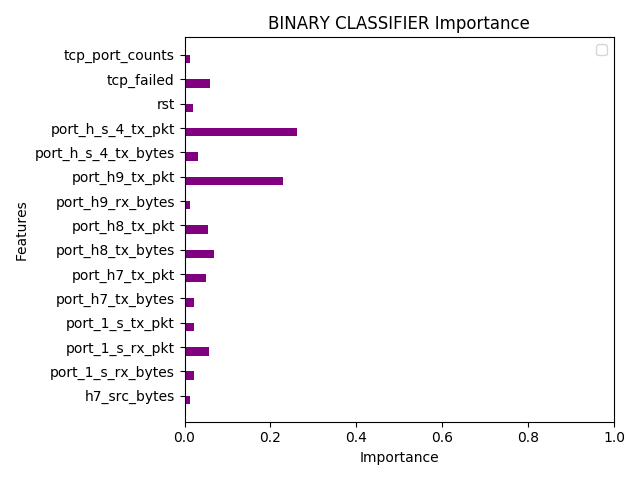 BINARY CLASSIFIER Importance
tcp_port_counts
tcp_failed
rst
port_h_s_4_tx_pkt
port_h_s_4_tx_bytes
port_h9_tx_pkt
port_h9_rx_bytes
port_h8_tx_pkt
port_h8_tx_bytes
port_h7_tx_pkt
port_h7_tx_bytes
port_1_s_tx_pkt
port_1_s_rx_pkt
port_1_s_rx_bytes
h7_src_bytes
Features
0.0 0.2 0.4 0.6 0.8 1.0
Importance